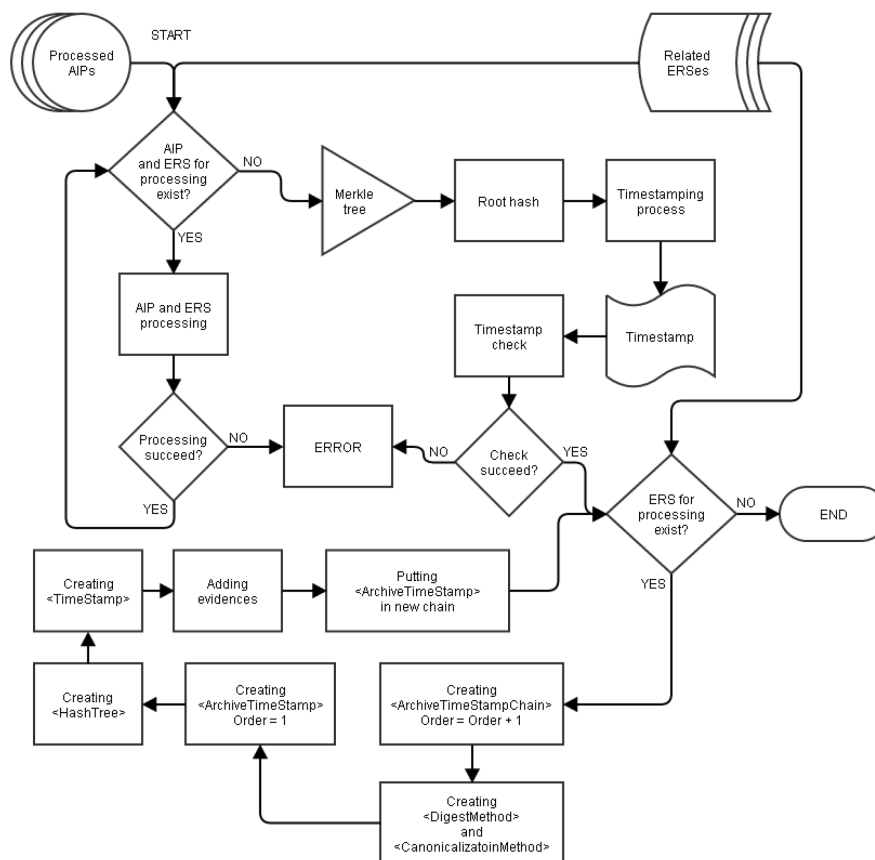 START
Processed
AIPs
Related
ERSes
AIP
and ERS for
processing
exist?
NO
YES
Merkle
tree
Root hash
Timestamping
process
AIP and ERS
processing
Timestamp
check
Timestamp
Processing
succeed?
NO
YES
ERROR
NO
Check
succeed?
YES
ERS for
processing
exist?
NO
YES
END
Creating
<TimeStamp>
Adding
evidences
Putting
<ArchiveTimeStamp>
in new chain
Creating
<HashTree>
Creating
<ArchiveTimeStamp>
Order = 1
Creating
<ArchiveTimeStampChain>
Order = Order + 1
Creating
<DigestMethod>
and
<CanonicalizatoinMethod>